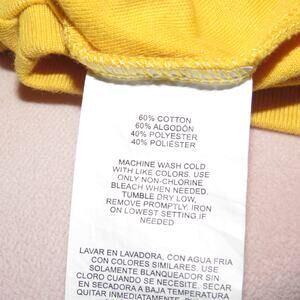 60% COTTON
60% ALGODÓN
40% POLYESTER
40% POLIÉSTER
MACHINE WASH COLD
WITH LIKE COLORS. USE
ONLY NON-CHLORINE
BLEACH WHEN NEEDED.
TUMBLE DRY LOW,
REMOVE PROMPTLY. IRON
ON LOWEST SETTING IF
NEEDED
LAVAR EN LAVADORA, CON AGUA FRIA
CON COLORES SIMILARES. USE
SOLAMENTE BLANQUEADOR SIN
CLORO CUANDO SE NECESITE. SECAR
EN SECADORA A BAJA TEMPERATURA
QUITAR INMEDIATAMENTE.